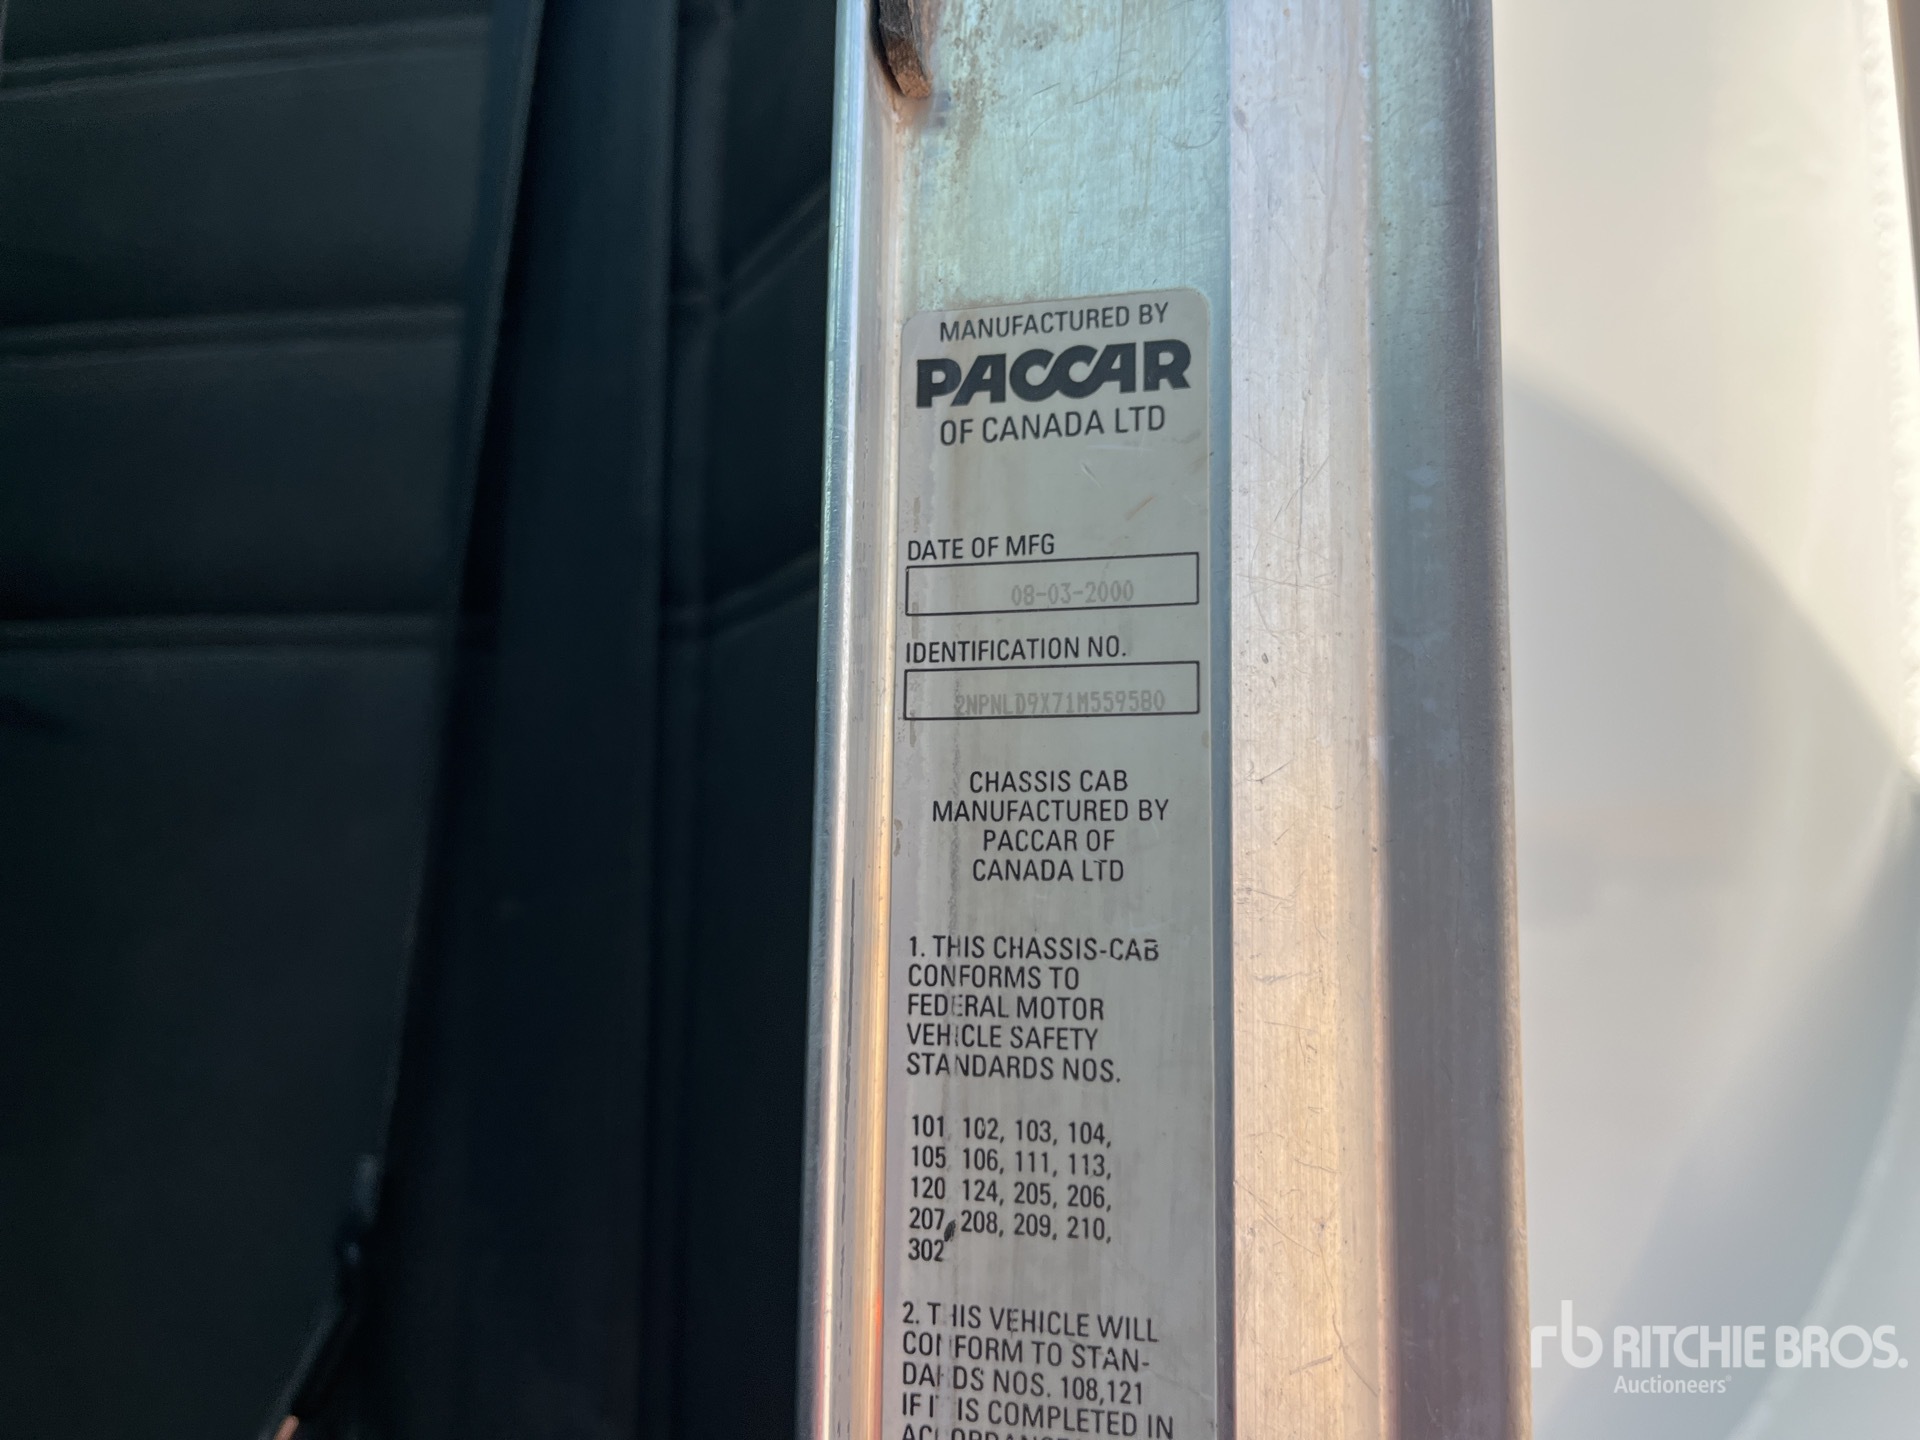 MANUFACTURED BY
PACCAR
OF CANADA LTD
DATE OF MFG
08-03-2000
IDENTIFICATION NO.
2NPNLD9X71M559580
CHASSIS CAB
MANUFACTURED BY
PACCAR OF
CANADA LTD
1. THIS CHASSIS-CAB
CONFORMS TO
FEDERAL MOTOR
VEHICLE SAFETY
STANDARDS NOS.
101, 102, 103, 104,
105, 106, 111, 113,
120, 124, 205, 206,
207, 208, 209, 210,
302
2. THIS VEHICLE WILL
CONFORM TO STAN-
DARDS NOS. 108,121
IF IT IS COMPLETED IN
rb RITCHIE BROS.
Auctioneers